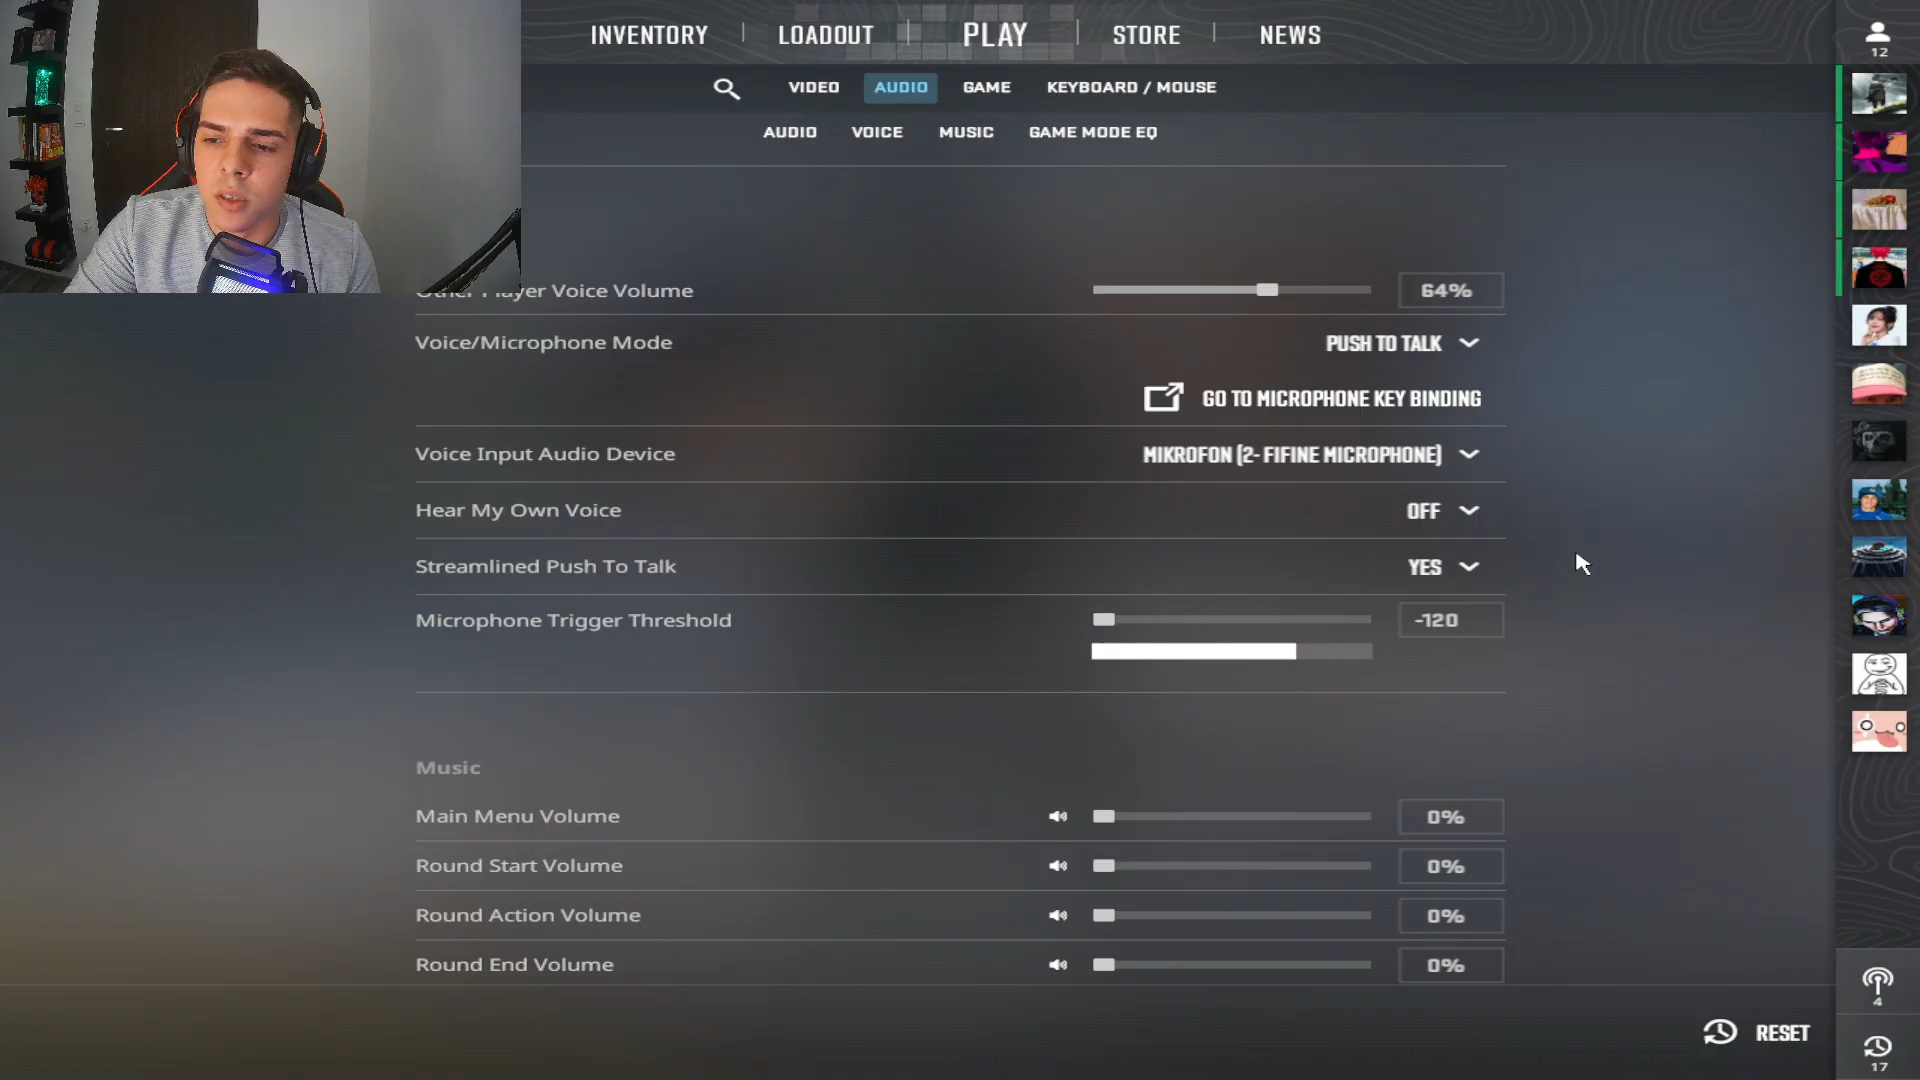 INVENTORY LOADOUT PLAY STORE NEWS
12
VIDEO AUDIO GAME KEYBOARD / MOUSE
AUDIO VOICE MUSIC GAME MODE EQ
Other Player Voice Volume 64%
Voice/Microphone Mode PUSH TO TALK
GO TO MICROPHONE KEY BINDING
Voice Input Audio Device MIKROFON (2- FIFINE MICROPHONE)
Hear My Own Voice OFF
Streamlined Push To Talk YES
Microphone Trigger Threshold -120
Music
Main Menu Volume 0%
Round Start Volume 0%
Round Action Volume 0%
Round End Volume 0%
4
RESET
17